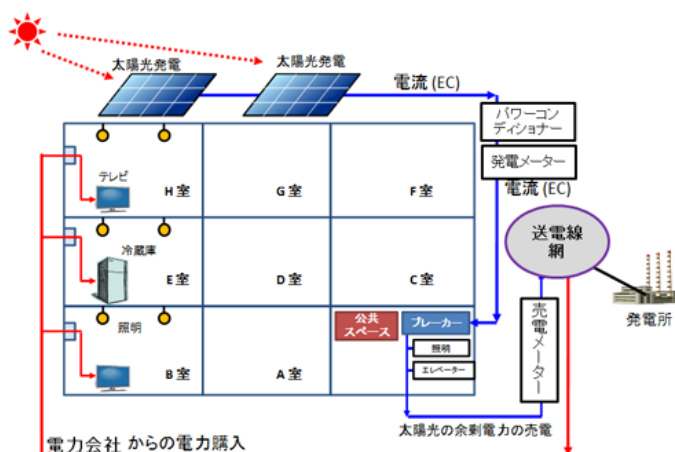 太陽光発電
太陽光発電
電流(EC)
パワーコン
ディショナー
発電メーター
電流(EC)
テレビ
H室
G室
F室
送電線
網
冷蔵庫
E室
D室
C室
発電所
照明
公共
スペース
ブレーカー
照明
エレベーター
売電メーター
B室
A室
太陽光の余剰電力の売電
電力会社 からの電力購入